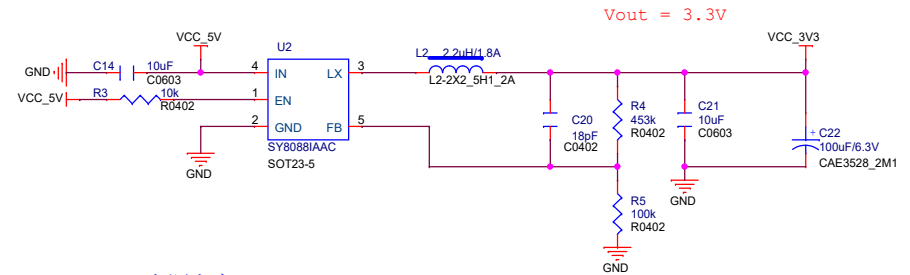 Vout = 3.3V
VCC_5V
VCC_3V3
U2
L2 2.2uH/1.8A
C14 10uF
GND
C0603
4 IN
LX 3
L2-2X2_5H1_2A
VCC_5V
R3 10k
R0402
1 EN
2 GND
FB 5
SY8088IAAC
SOT23-5
GND
C20
18pF
C0402
R4
453k
R0402
C21
10uF
C0603
+ C22
100uF/6.3V
CAE3528_2M1
GND
R5
100k
R0402
GND